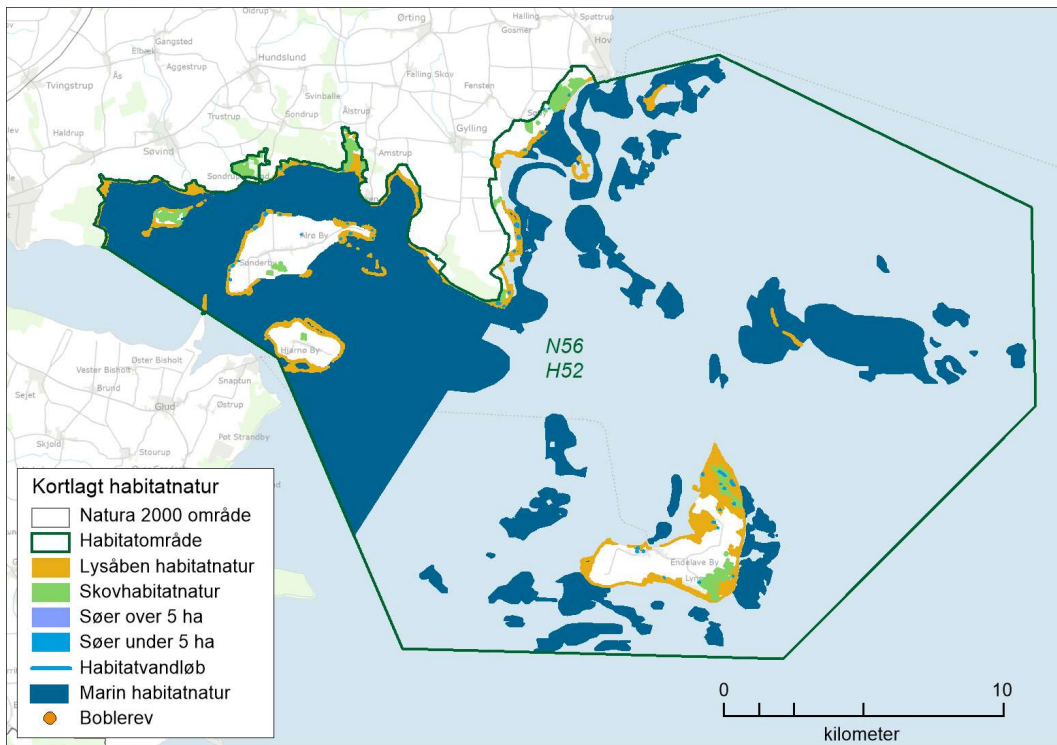 Gangsted
Oldrup
Ørting
Halling
Spøttrup
Gosmer
Hov
Elbæk
Aggestrup
Hundslund
Tvingstrup
Ås
Falling Skov
Svinballe
Fensten
Trustrup
Sondrup
Ålstrup
Haldrup
Gylling
Søvind
Amstrup
Alrø By
Sønderby
Hjørnø By
N56
H52
Øster Bisholt
Vester Bisholt
Snaptun
Sejet
Brund
Glud
Østrup
Skjold
Pot Strandby
Stourup
Endelave By
Kortlagt habitatnatur
Natura 2000 område
Habitatområde
Lysåben habitatnatur
Skovhabitatnatur
Søer over 5 ha
Søer under 5 ha
Habitatvandløb
Marin habitatnatur
Boblerev
0 10
kilometer